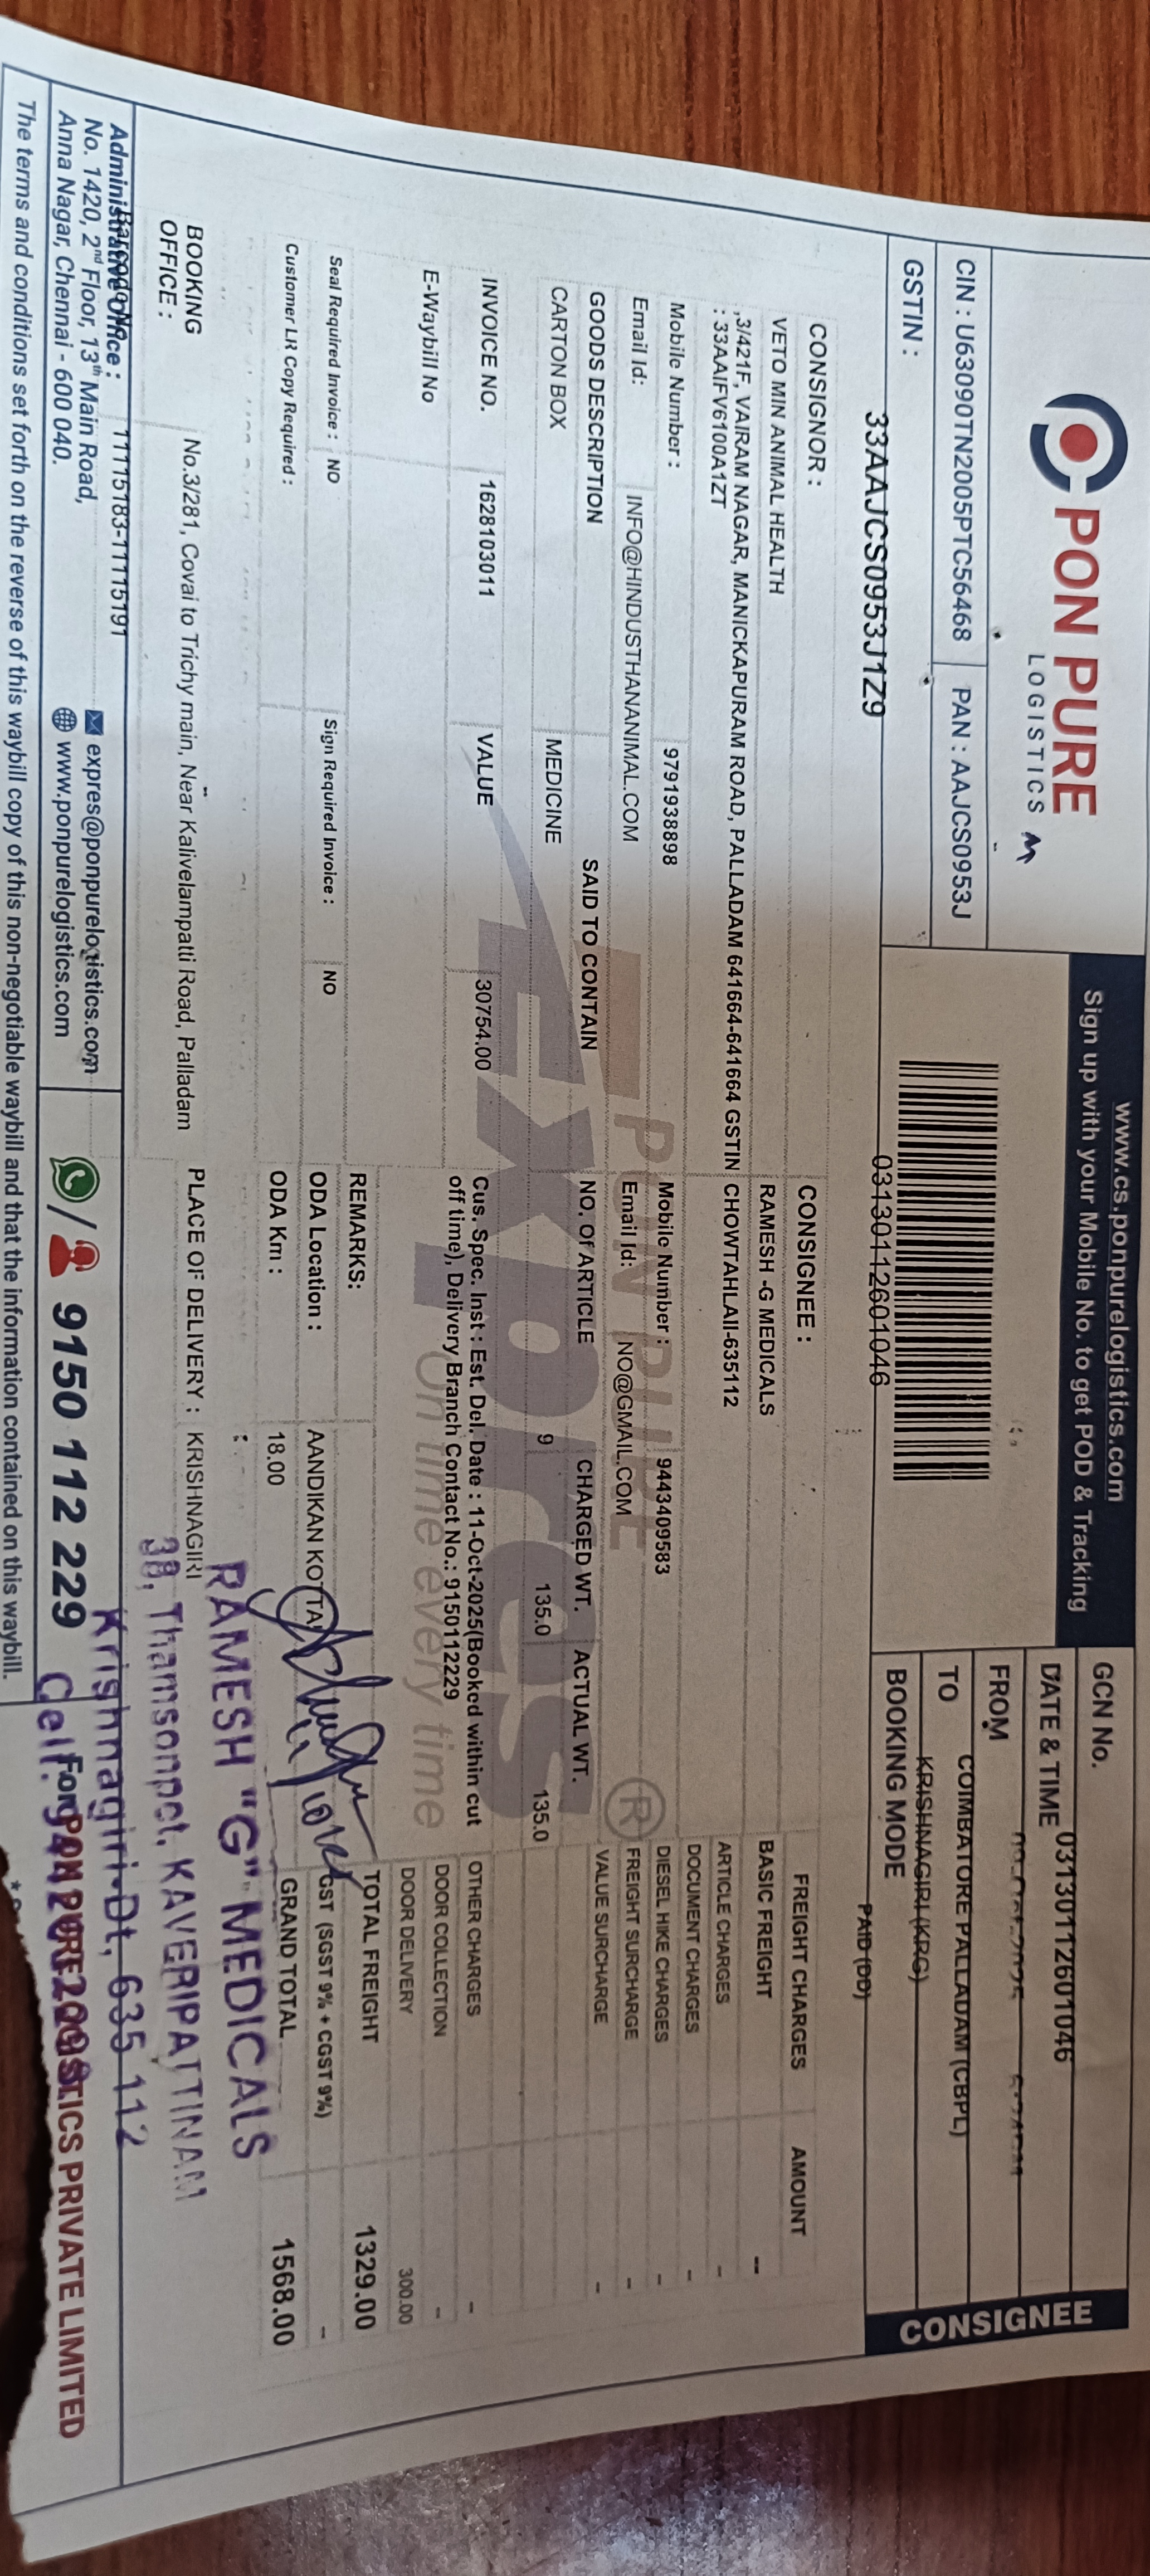 PON PURE
LOGISTICS
CIN : U63090TN2005PTC56468 PAN : AAJCS0953J
GSTIN :
33AAJCS0953J1Z9
www.cs.ponpurelogistics.com
Sign up with your Mobile No. to get POD & Tracking
03130112601046
GCN No. 03130112601046
DATE & TIME
FROM COIMBATORE PALLADAM (CBPL)
TO KRISHNAGIRI (KRG)
BOOKING MODE PAID (DD)
CONSIGNEE
CONSIGNOR :
VETO MIN ANIMAL HEALTH
,3/421F, VAIRAM NAGAR, MANICKAPURAM ROAD, PALLADAM 641664-641664 GSTIN
: 33AAIFV6100A1ZT
Mobile Number : 9791938898
Email Id: INFO@HINDUSTHANANIMAL.COM
CONSIGNEE :
RAMESH -G MEDICALS
CHOWTAHLAII-635112
Mobile Number : 9443409583
Email Id: NO@GMAIL.COM
GOODS DESCRIPTION SAID TO CONTAIN NO. Of ARTICLE CHARGED WT. ACTUAL WT.
CARTON BOX MEDICINE 9 135.0 135.0
INVOICE NO. 1628103011 VALUE 30754.00
E-Waybill No
Cus. Spec. Inst : Est. Del. Date : 11-Oct-2025(Booked within cut
off time), Delivery Branch Contact No.: 9150112229
PON PURE
Expres
On time every time
®
Seal Required Invoice : NO Sign Required Invoice : NO
Customer LR Copy Required :
REMARKS:
ODA Location : AANDIKAN KOTTAI
ODA Km : 18.00
FREIGHT CHARGES AMOUNT
BASIC FREIGHT --
ARTICLE CHARGES -
DOCUMENT CHARGES -
DIESEL HIKE CHARGES -
FREIGHT SURCHARGE -
VALUE SURCHARGE -
OTHER CHARGES -
DOOR COLLECTION -
DOOR DELIVERY 300.00
TOTAL FREIGHT 1329.00
GST (SGST 9% + CGST 9%) -
GRAND TOTAL 1568.00
BOOKING OFFICE : No.3/281, Covai to Trichy main, Near Kalivelampatti Road, Palladam
PLACE OF DELIVERY : KRISHNAGIRI
RAMESH "G" MEDICALS
38, Thamsonpet, KAVERIPATTINAM
Krishnagiri-Dt, 635 112
Cell:
Barcode No : 11115183-11115191
Administrative Office :
No. 1420, 2nd Floor, 13th Main Road,
Anna Nagar, Chennai - 600 040.
expres@ponpurelogistics.com
www.ponpurelogistics.com
/ 9150 112 229
For PON PURE LOGISTICS PRIVATE LIMITED
The terms and conditions set forth on the reverse of this waybill copy of this non-negotiable waybill and that the information contained on this waybill.